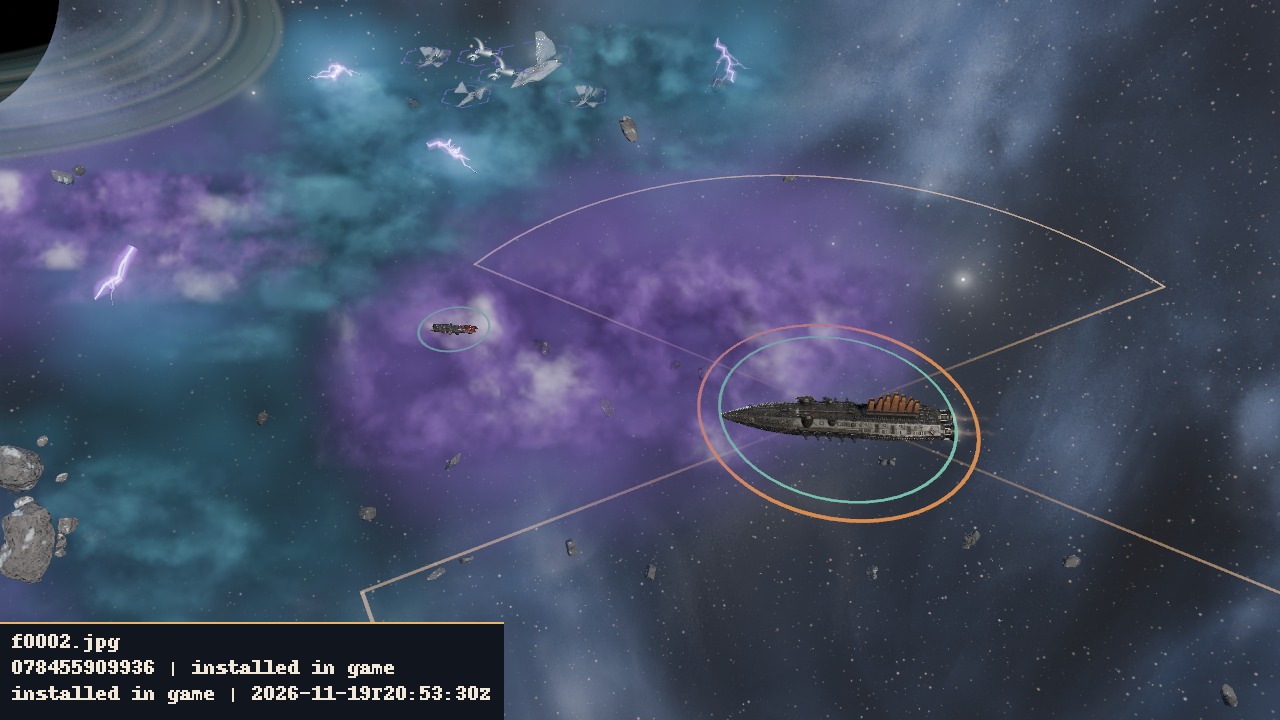 f0002.jpg
078455909936 | installed in game
installed in game | 2026-11-19T20:53:30Z